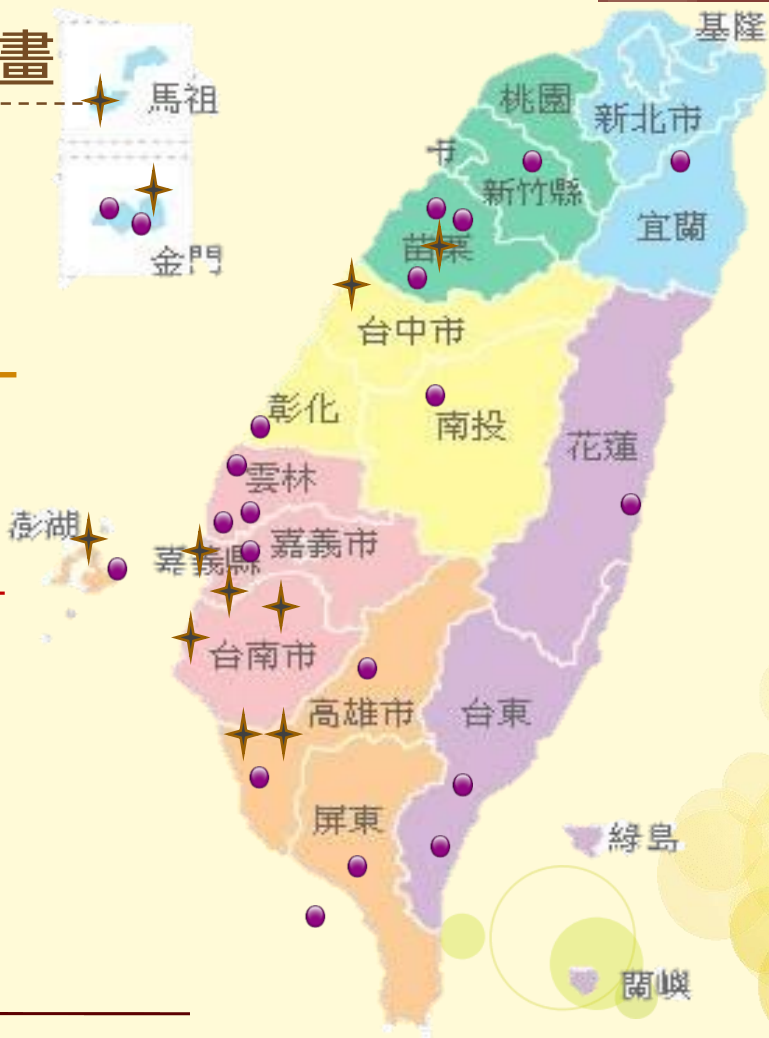 畫
基隆
馬祖
桃園
新北市
市
新竹縣
宜蘭
苗栗
金門
台中市
彰化
南投
花蓮
雲林
澎湖
嘉義市
嘉義縣
台南市
高雄市
台東
屏東
綠島
蘭嶼